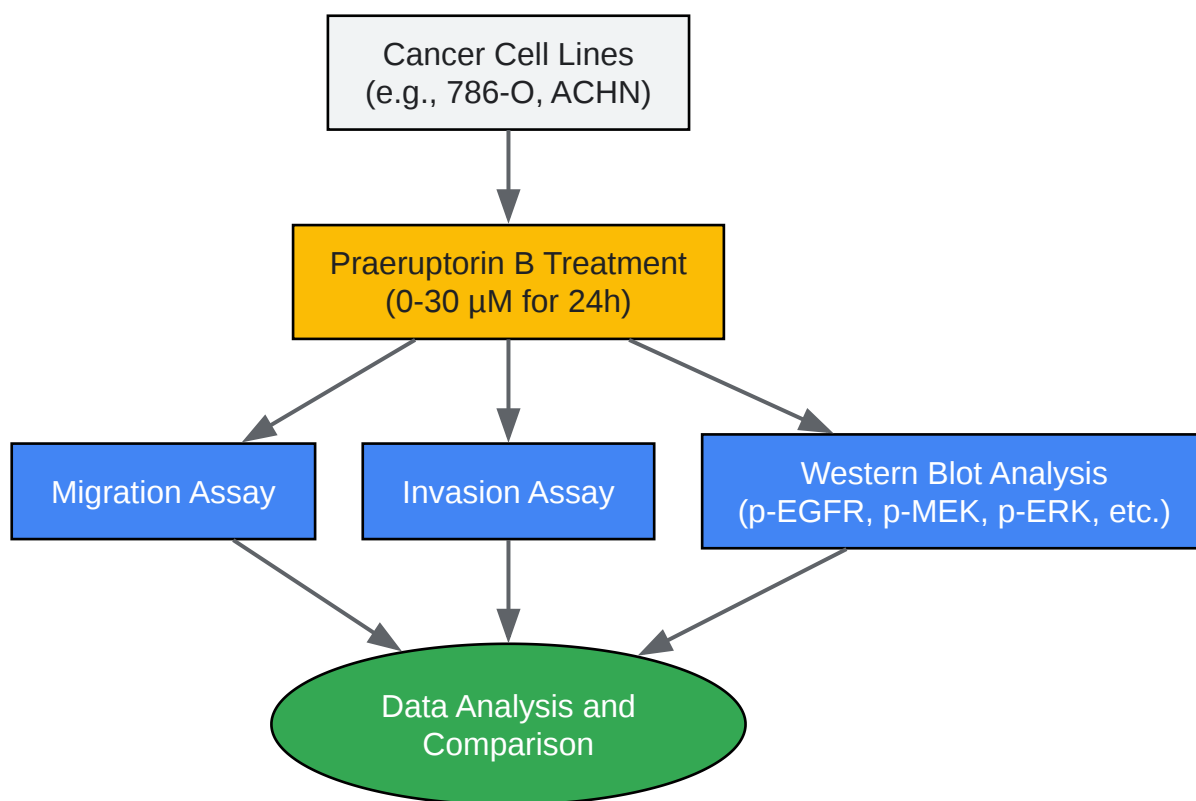 Cancer Cell Lines
(e.g., 786-O, ACHN)
Praeruptorin B Treatment
(0-30 µM for 24h)
Migration Assay
Invasion Assay
Western Blot Analysis
(p-EGFR, p-MEK, p-ERK, etc.)
Data Analysis and
Comparison